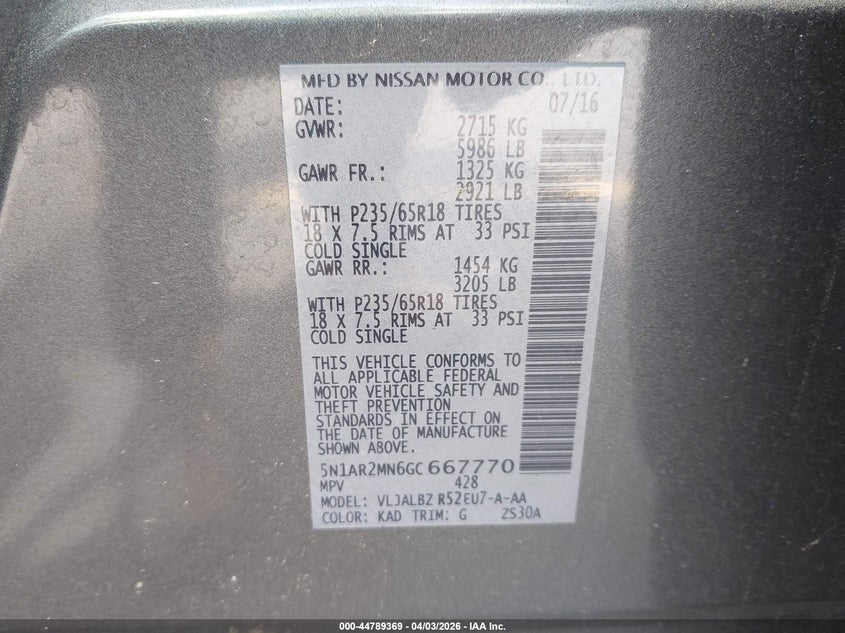 MFD BY NISSAN MOTOR CO., LTD.
DATE: 07/16
GVWR: 2715 KG
5986 LB
GAWR FR.: 1325 KG
2921 LB
WITH P235/65R18 TIRES
18 X 7.5 RIMS AT 33 PSI
COLD SINGLE
GAWR RR.: 1454 KG
3205 LB
WITH P235/65R18 TIRES
18 X 7.5 RIMS AT 33 PSI
COLD SINGLE
THIS VEHICLE CONFORMS TO
ALL APPLICABLE FEDERAL
MOTOR VEHICLE SAFETY AND
THEFT PREVENTION
STANDARDS IN EFFECT ON
THE DATE OF MANUFACTURE
SHOWN ABOVE.
5N1AR2MN6GC667770
MPV 428
MODEL: VLJALBZ R52EU7-A-AA
COLOR: KAD TRIM: G ZS30A
000-44789369 - 04/03/2026 - IAA Inc.